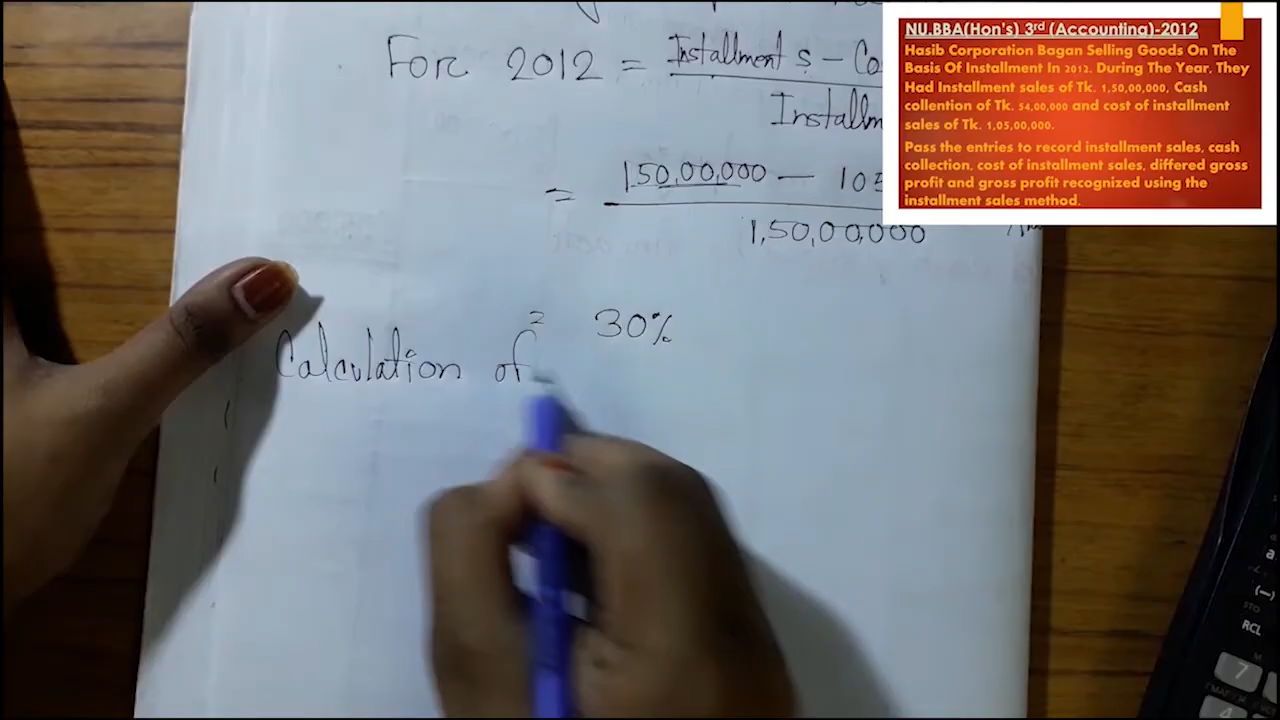 For 2012 = Installment s - Co
Installm
= 1,50,00,000 - 105
1,50,00,000
= 30%
Calculation of
NU.BBA(Hon's) 3rd (Accounting)-2012
Hasib Corporation Bagan Selling Goods On The
Basis Of Installment In 2012. During The Year, They
Had Installment sales of Tk. 1,50,00,000, Cash
collention of Tk. 54,00,000 and cost of installment
sales of Tk. 1,05,00,000.
Pass the entries to record installment sales, cash
collection, cost of installment sales, differed gross
profit and gross profit recognized using the
installment sales method.
STO
RCL
(-)
7
4